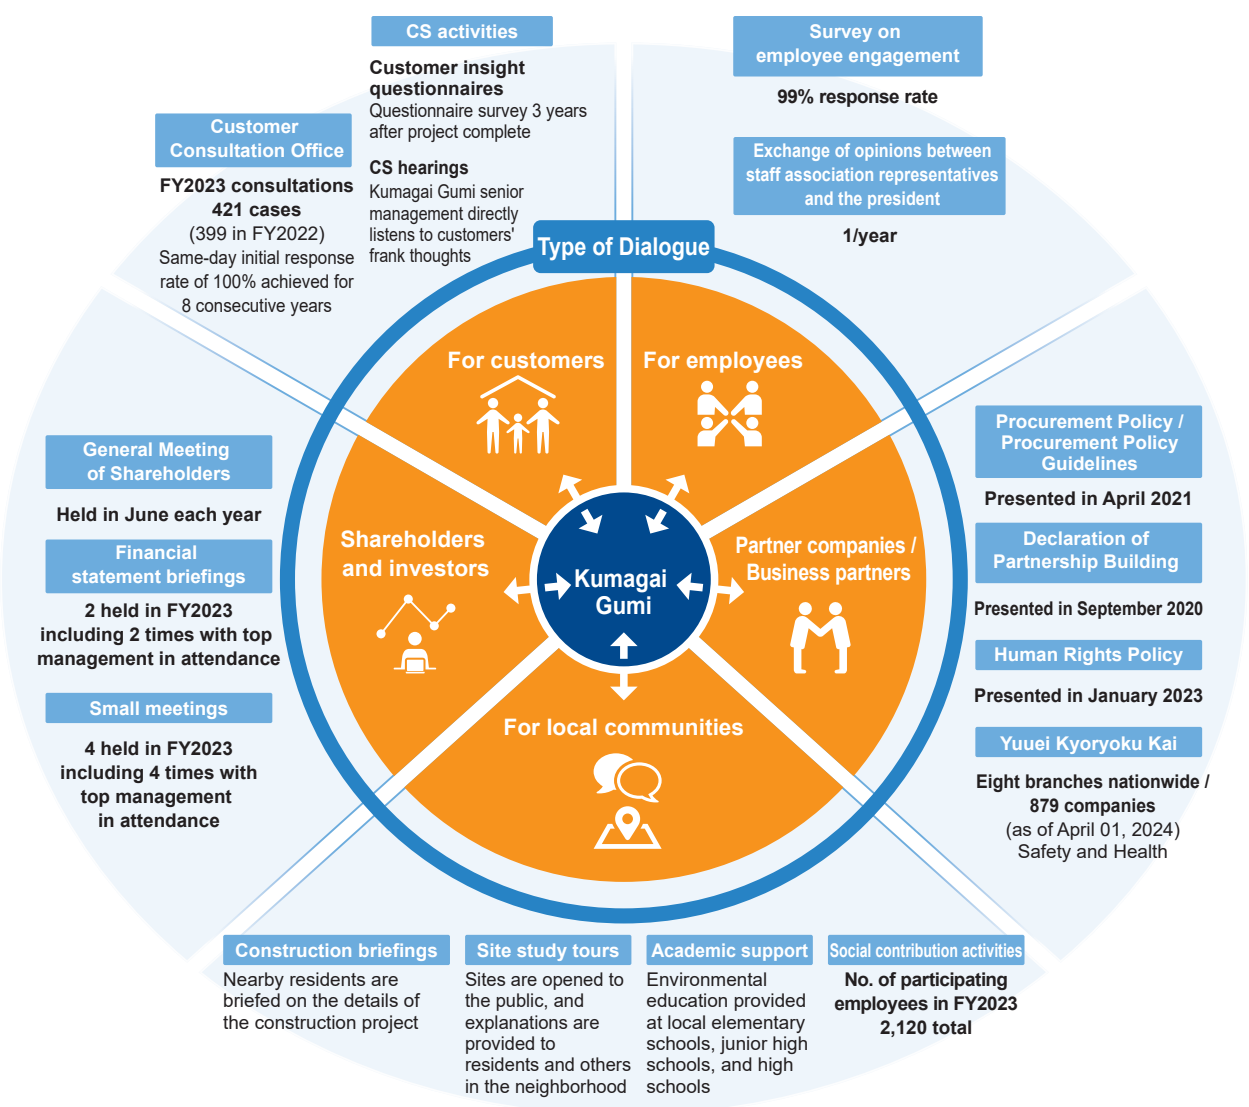 CS activities
Customer insight
questionnaires
Questionnaire survey 3 years
after project complete
CS hearings
Kumagai Gumi senior
management directly
listens to customers'
frank thoughts
Survey on
employee engagement
99% response rate
Exchange of opinions between
staff association representatives
and the president
1/year
Customer
Consultation Office
FY2023 consultations
421 cases
(399 in FY2022)
Same-day initial response
rate of 100% achieved for
8 consecutive years
Type of Dialogue
For customers
For employees
Shareholders
and investors
Kumagai
Gumi
Partner companies /
Business partners
For local communities
General Meeting
of Shareholders
Held in June each year
Financial
statement briefings
2 held in FY2023
including 2 times with top
management in attendance
Small meetings
4 held in FY2023
including 4 times with
top management
in attendance
Procurement Policy /
Procurement Policy
Guidelines
Presented in April 2021
Declaration of
Partnership Building
Presented in September 2020
Human Rights Policy
Presented in January 2023
Yuuei Kyoryoku Kai
Eight branches nationwide /
879 companies
(as of April 01, 2024)
Safety and Health
Construction briefings
Nearby residents are
briefed on the details of
the construction project
Site study tours
Sites are opened to
the public, and
explanations are
provided to
residents and others
in the neighborhood
Academic support
Environmental
education provided
at local elementary
schools, junior high
schools, and high
schools
Social contribution activities
No. of participating
employees in FY2023
2,120 total